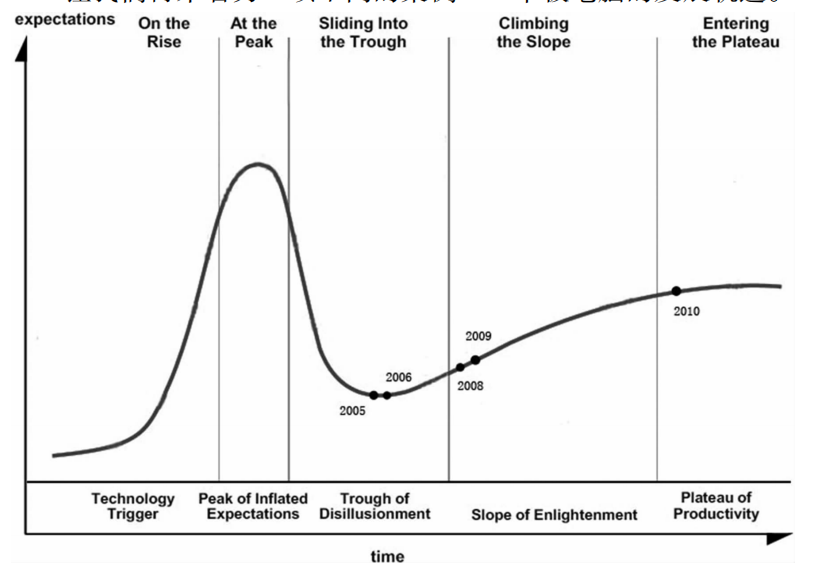 expectations
On the
Rise
At the
Peak
Sliding Into
the Trough
Climbing
the Slope
Entering
the Plateau
2005
2006
2008
2009
2010
Technology
Trigger
Peak of Inflated
Expectations
Trough of
Disillusionment
Slope of Enlightenment
Plateau of
Productivity
time